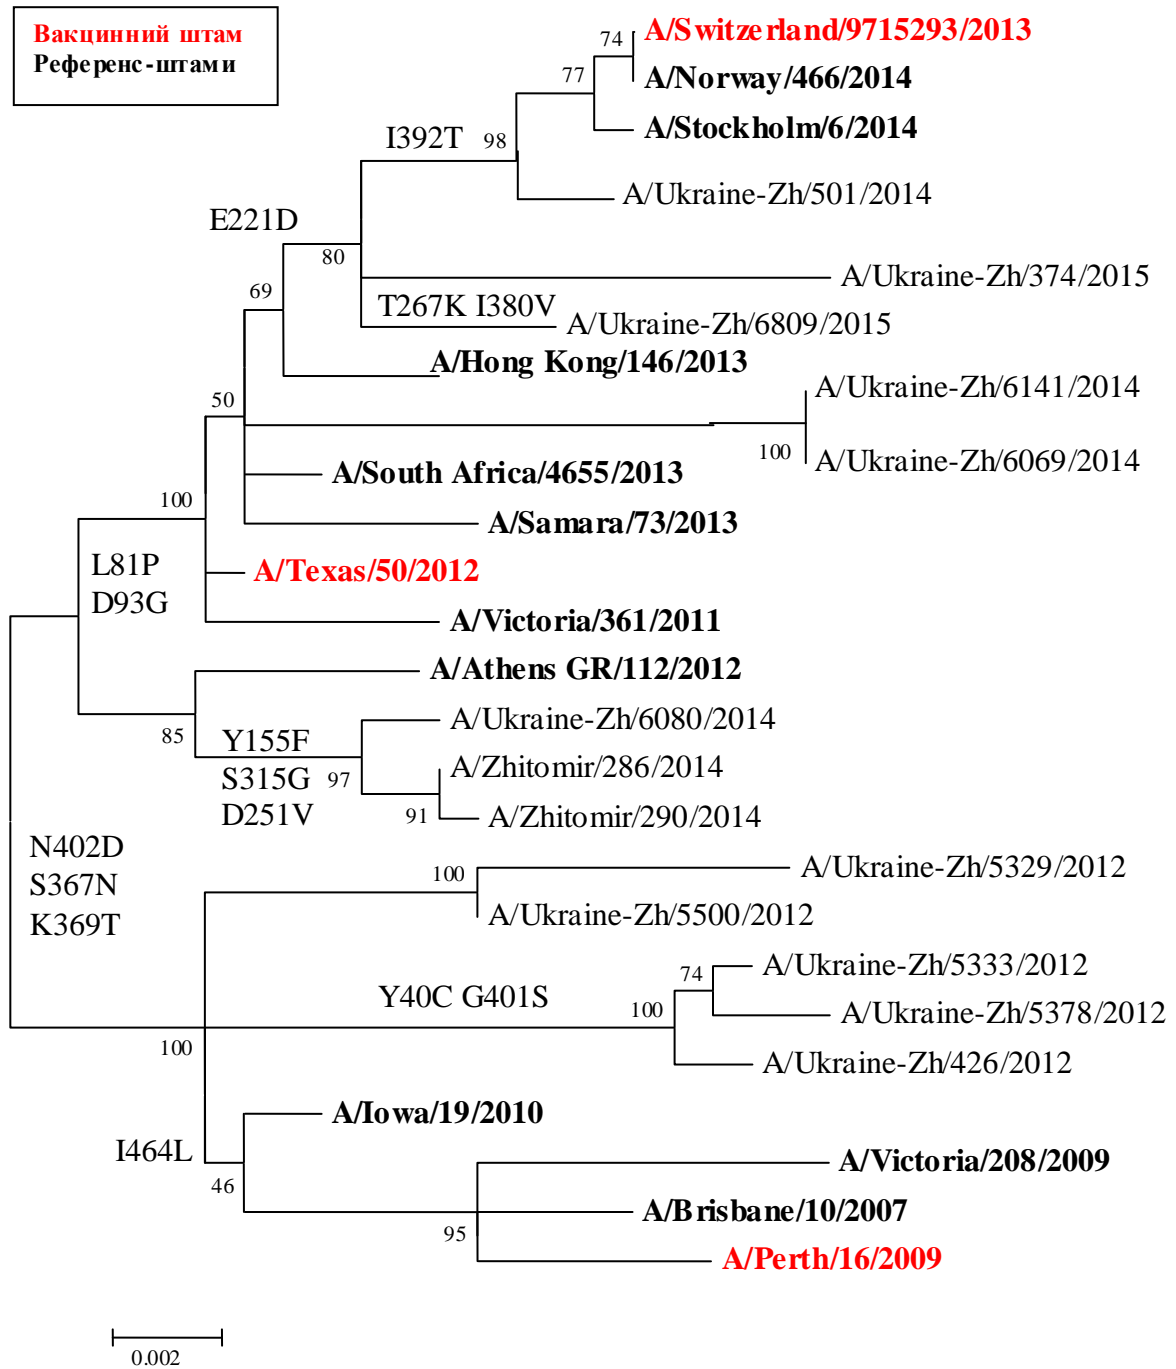 Вакцинний штам
Референс-штами
A/Switzerland/9715293/2013
74
A/Norway/466/2014
77
A/Stockholm/6/2014
I392T
98
A/Ukraine-Zh/501/2014
E221D
80
A/Ukraine-Zh/374/2015
69
T267K I380V
A/Ukraine-Zh/6809/2015
A/Hong Kong/146/2013
A/Ukraine-Zh/6141/2014
50
100
A/Ukraine-Zh/6069/2014
A/South Africa/4655/2013
100
A/Samara/73/2013
L81P
D93G
A/Texas/50/2012
A/Victoria/361/2011
A/Athens GR/112/2012
A/Ukraine-Zh/6080/2014
85
Y155F
S315G
D251V
97
A/Zhitomir/286/2014
91
A/Zhitomir/290/2014
N402D
S367N
K369T
100
A/Ukraine-Zh/5329/2012
A/Ukraine-Zh/5500/2012
74
A/Ukraine-Zh/5333/2012
Y40C G401S
100
A/Ukraine-Zh/5378/2012
100
A/Ukraine-Zh/426/2012
A/Iowa/19/2010
I464L
46
A/Victoria/208/2009
A/Brisbane/10/2007
95
A/Perth/16/2009
0.002